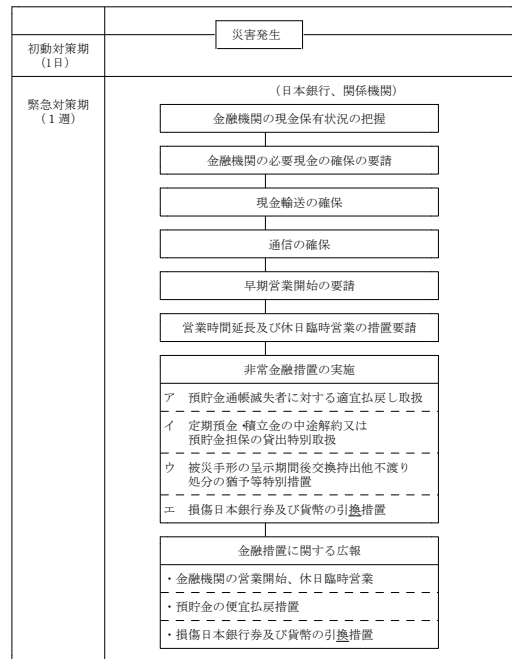 災害発生
初動対策期
（1日）
緊急対策期
（１週）
（日本銀行、関係機関）
金融機関の現金保有状況の把握
金融機関の必要現金の確保の要請
現金輸送の確保
通信の確保
早期営業開始の要請
営業時間延長及び休日臨時営業の措置要請
非常金融措置の実施
ア　預貯金通帳滅失者に対する適宜払戻し取扱
イ　定期預金・積立金の中途解約又は
預貯金担保の貸出特別取扱
ウ　被災手形の呈示期間後交換持出他不渡り
処分の猶予等特別措置
エ　損傷日本銀行券及び貨幣の引換措置
金融措置に関する広報
・金融機関の営業開始、休日臨時営業
・預貯金の便宜払戻措置
・損傷日本銀行券及び貨幣の引換措置